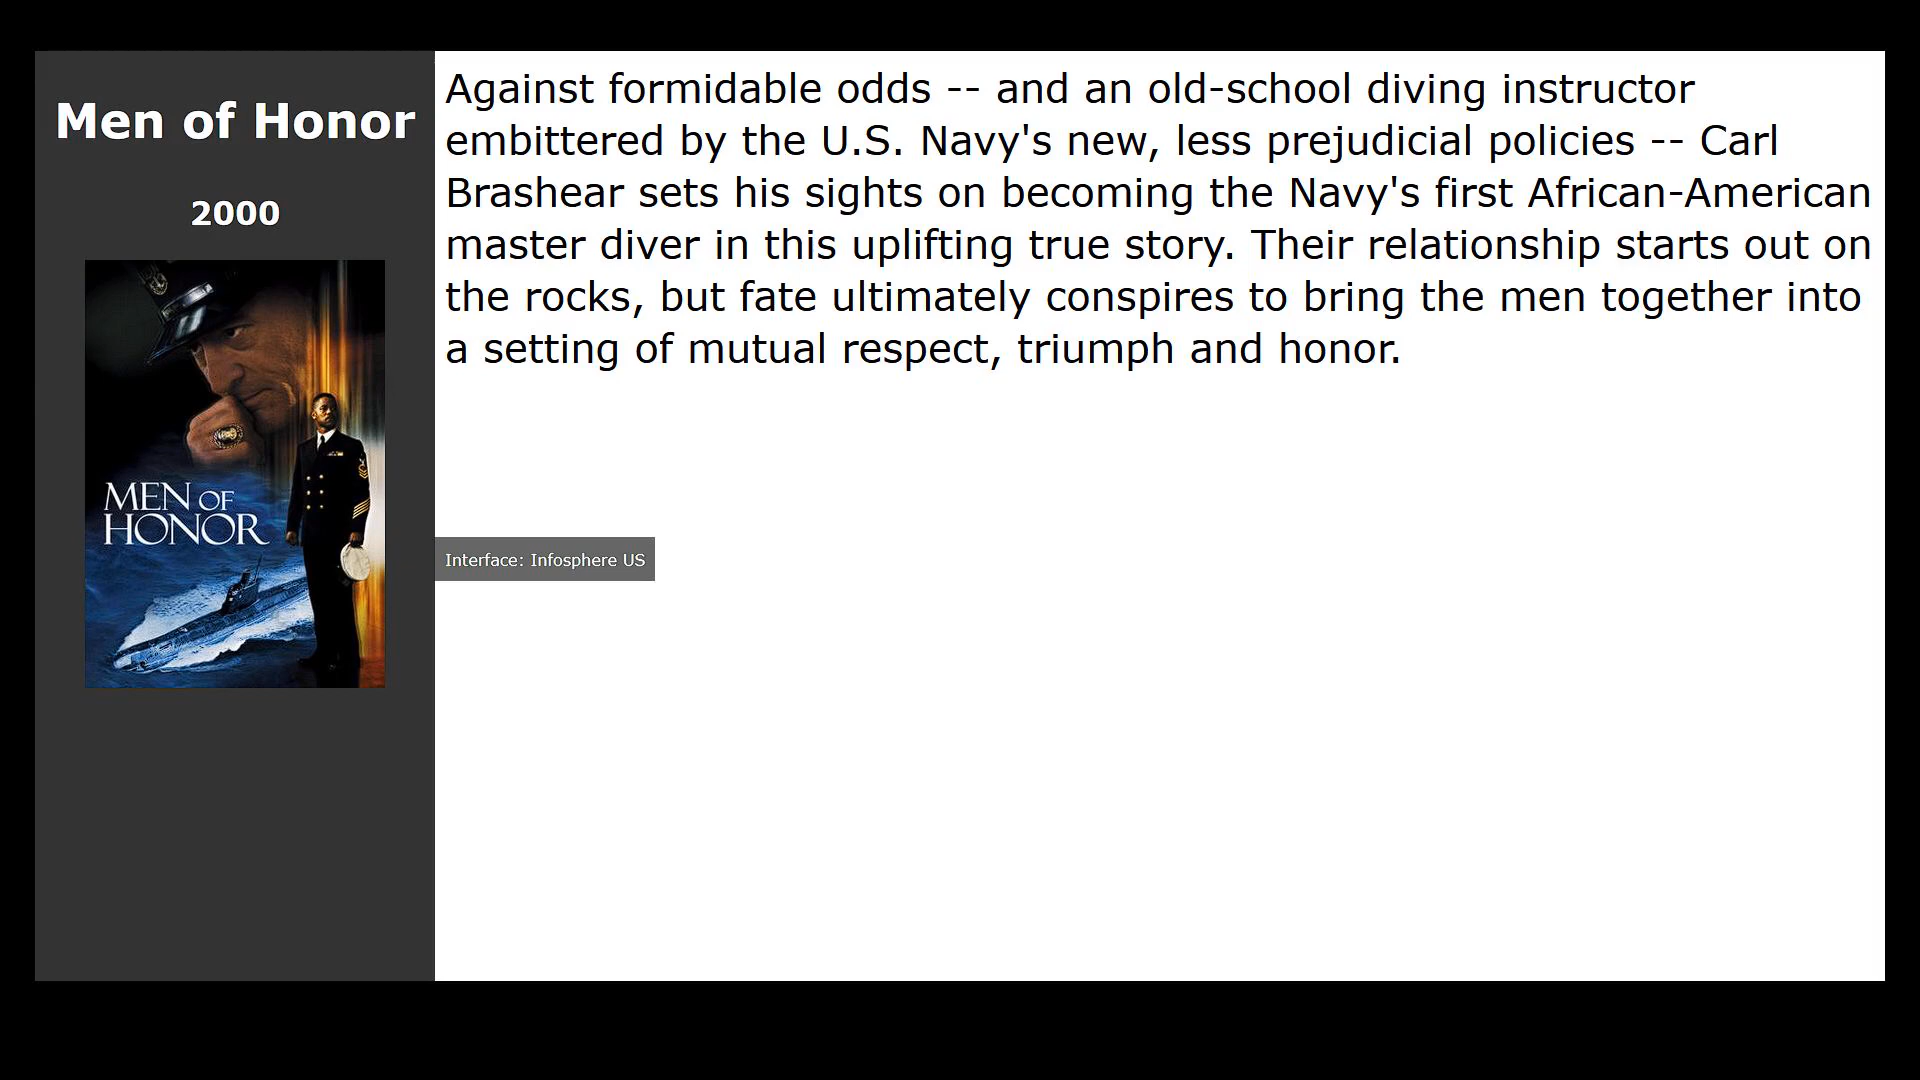 Men of Honor
2000
MEN OF
HONOR
Against formidable odds -- and an old-school diving instructor
embittered by the U.S. Navy's new, less prejudicial policies -- Carl
Brashear sets his sights on becoming the Navy's first African-American
master diver in this uplifting true story. Their relationship starts out on
the rocks, but fate ultimately conspires to bring the men together into
a setting of mutual respect, triumph and honor.
Interface: Infosphere US